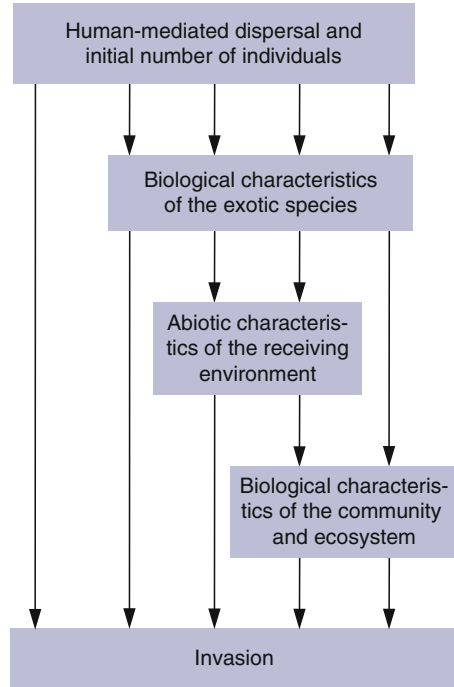 Human-mediated dispersal and
initial number of individuals
Biological characteristics
of the exotic species
Abiotic characteris-
tics of the receiving
environment
Biological characteris-
tics of the community
and ecosystem
Invasion